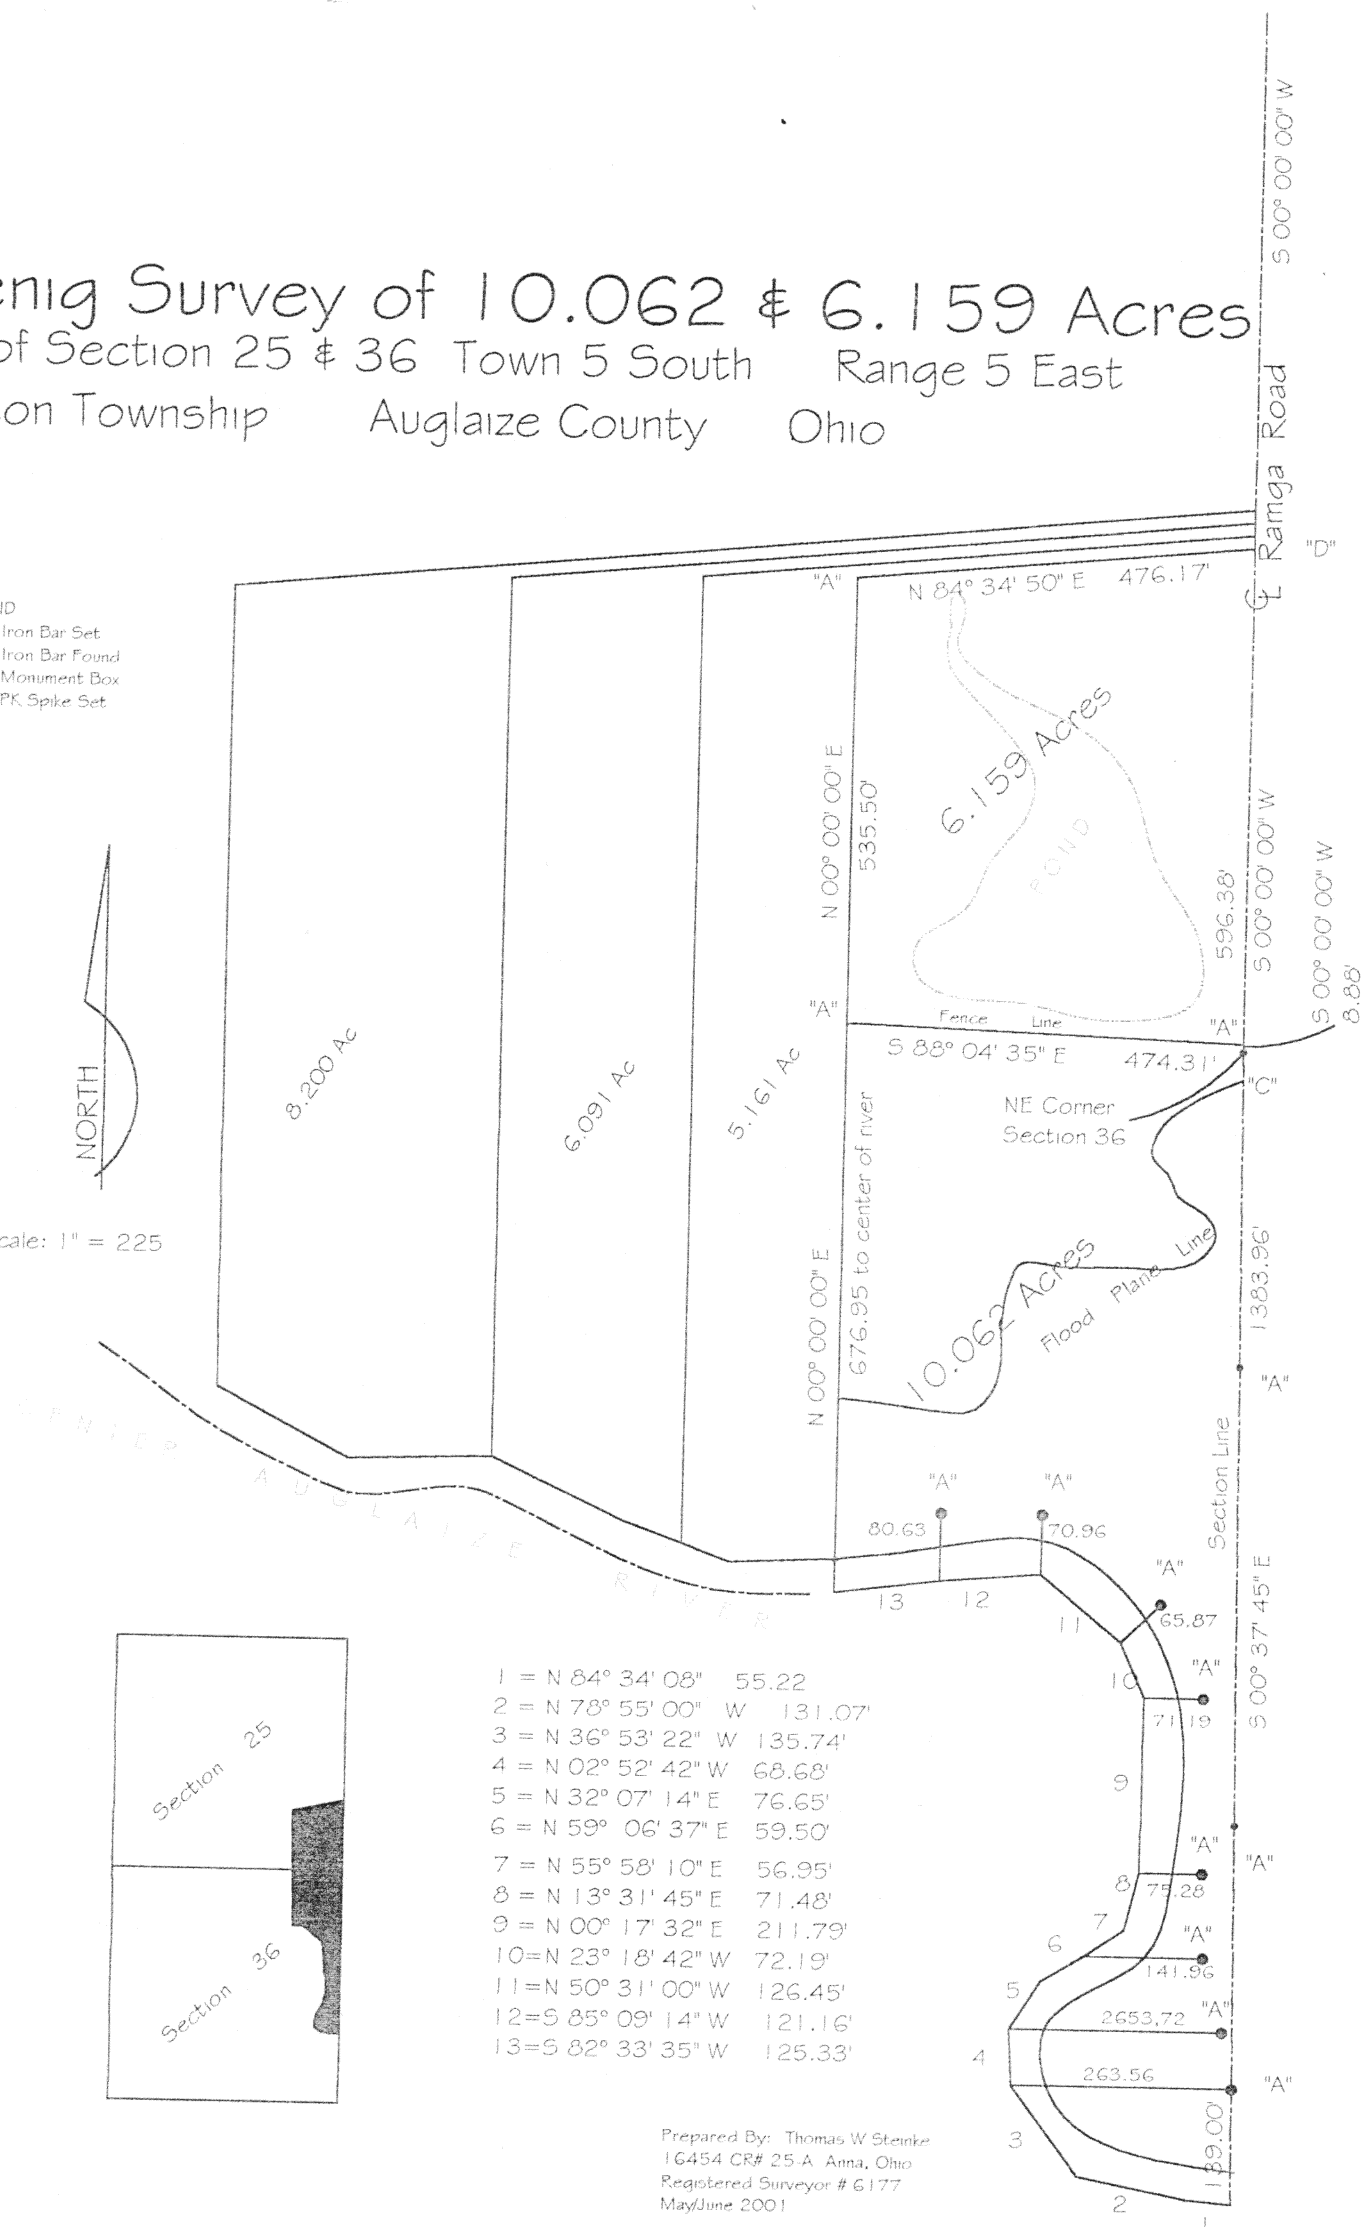 Survey of 10.062 & 6.159 Acres
of Section 25 & 36 Town 5 South Range 5 East
Township Auglaize County Ohio
S 00° 00' 00" W
Ramga Road
"D"
Iron Bar Set
Iron Bar Found
Monument Box
PK Spike Set
"A"
N 84° 34' 50" E 476.17'
6.159 Acres
POND
N 00° 00' 00" E
535.50'
596.38'
S 00° 00' 00" W
S 00° 00' 00" W
8.88'
"A"
Fence Line
"A"
S 88° 04' 35" E 474.31'
"C"
NE Corner
Section 36
NORTH
8.200 Ac
6.091 Ac
5.161 Ac
Scale: 1" = 225
N 00° 00' 00" E
676.95 to center of river
10.062 Acres
Flood Plane Line
1383.96'
"A"
Section Line
S 00° 37' 45" E
CENTER AUGLAIZE RIVER
"A" "A"
80.63 70.96
"A"
65.87
13 12
11
"A"
10
71.19
9
"A"
"A"
8 75.28
7
"A"
6
141.96
5
"A"
2653,72
4
263.56 "A"
3
139.00'
2
1
Section 25
Section 36
1 = N 84° 34' 08" 55.22
2 = N 78° 55' 00" W 131.07'
3 = N 36° 53' 22" W 135.74'
4 = N 02° 52' 42" W 68.68'
5 = N 32° 07' 14" E 76.65'
6 = N 59° 06' 37" E 59.50'
7 = N 55° 58' 10" E 56.95'
8 = N 13° 31' 45" E 71.48'
9 = N 00° 17' 32" E 211.79'
10=N 23° 18' 42" W 72.19'
11=N 50° 31' 00" W 126.45'
12=S 85° 09' 14" W 121.16'
13=S 82° 33' 35" W 125.33'
Prepared By: Thomas W Steinke
16454 CR# 25-A Anna, Ohio
Registered Surveyor # 6177
May/June 2001